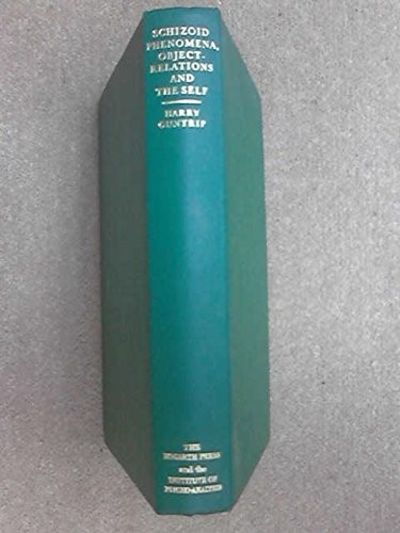 SCHIZOID
PHENOMENA,
OBJECT-
RELATIONS
AND
THE SELF
HARRY
GUNTRIP
THE
HOGARTH PRESS
and the
INSTITUTE OF
PSYCHO-ANALYSIS